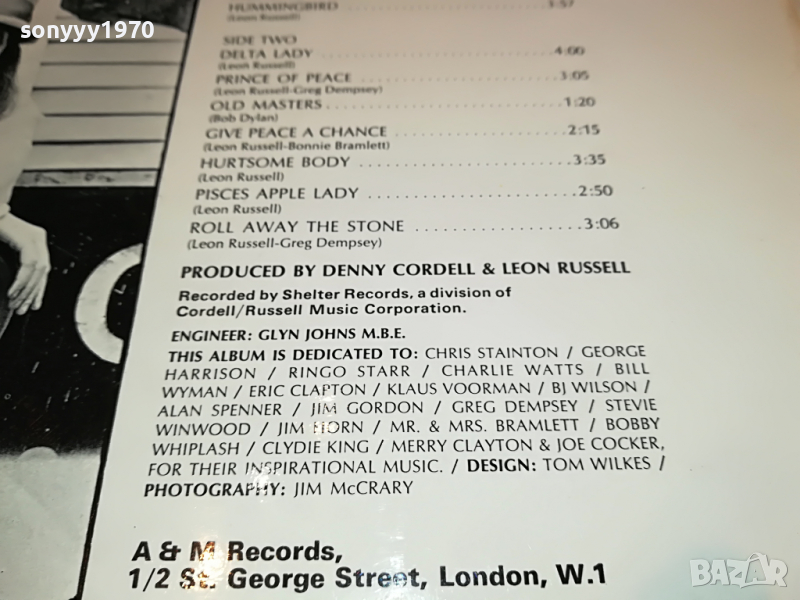 sonyyy1970
HUMMINGBIRD 3:57
(Leon Russell)
SIDE TWO
DELTA LADY 4:00
(Leon Russell)
PRINCE OF PEACE 3:05
(Leon Russell-Greg Dempsey)
OLD MASTERS 1:20
(Bob Dylan)
GIVE PEACE A CHANCE 2:15
(Leon Russell-Bonnie Bramlett)
HURTSOME BODY 3:35
(Leon Russell)
PISCES APPLE LADY 2:50
(Leon Russell)
ROLL AWAY THE STONE 3:06
(Leon Russell-Greg Dempsey)
PRODUCED BY DENNY CORDELL & LEON RUSSELL
Recorded by Shelter Records, a division of
Cordell/Russell Music Corporation.
ENGINEER: GLYN JOHNS M.B.E.
THIS ALBUM IS DEDICATED TO: CHRIS STAINTON / GEORGE
HARRISON / RINGO STARR / CHARLIE WATTS / BILL
WYMAN / ERIC CLAPTON / KLAUS VOORMAN / BJ WILSON /
ALAN SPENNER / JIM GORDON / GREG DEMPSEY / STEVIE
WINWOOD / JIM HORN / MR. & MRS. BRAMLETT / BOBBY
WHIPLASH / CLYDIE KING / MERRY CLAYTON & JOE COCKER,
FOR THEIR INSPIRATIONAL MUSIC. / DESIGN: TOM WILKES /
PHOTOGRAPHY: JIM McCRARY
A & M Records,
1/2 St. George Street, London, W.1
BAZAR
bg